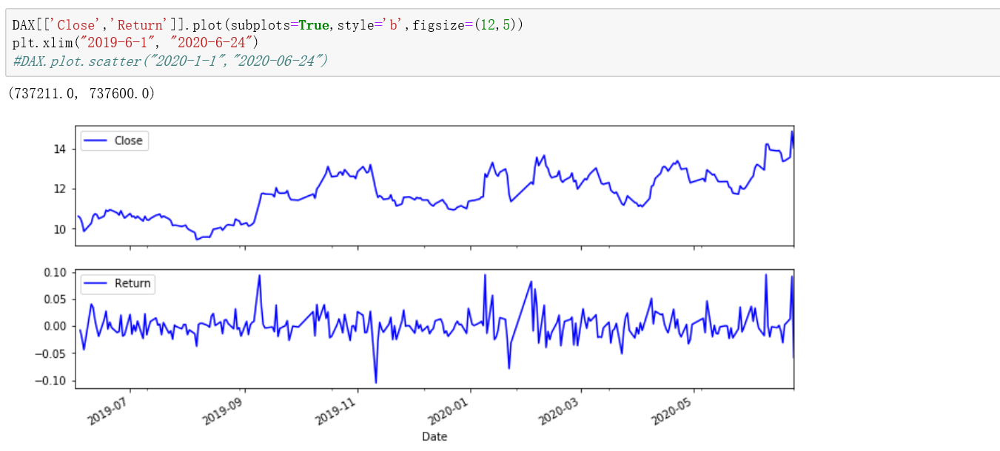 DAX[['Close','Return']].plot(subplots=True,style='b',figsize=(12,5))
plt.xlim("2019-6-1", "2020-6-24")
#DAX.plot.scatter("2020-1-1","2020-06-24")
(737211.0, 737600.0)
Close
14
12
10
Return
0.10
0.05
0.00
−0.05
−0.10
2019-07
2019-09
2019-11
2020-01
2020-03
2020-05
Date